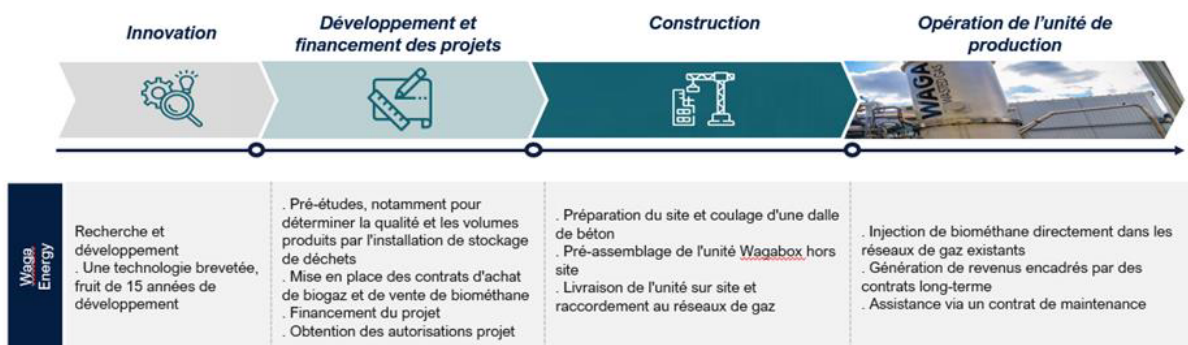 Innovation
Développement et
financement des projets
Construction
Opération de l'unité de
production
WAGA
WASTED GAS
Waga
Energy
Recherche et
développement
. Une technologie brevetée,
fruit de 15 années de
développement
. Pré-études, notamment pour
déterminer la qualité et les volumes
produits par l'installation de stockage
de déchets
. Mise en place des contrats d'achat
de biogaz et de vente de biométhane
. Financement du projet
. Obtention des autorisations projet
. Préparation du site et coulage d'une dalle
de béton
. Pré-assemblage de l'unité Wagabox hors
site
. Livraison de l'unité sur site et
raccordement au réseaux de gaz
. Injection de biométhane directement dans les
réseaux de gaz existants
. Génération de revenus encadrés par des
contrats long-terme
. Assistance via un contrat de maintenance